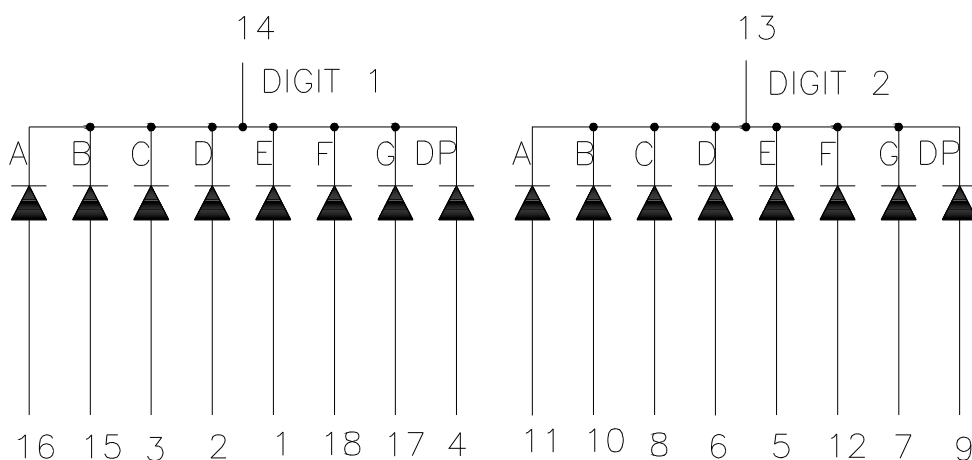 14 13
DIGIT 1 DIGIT 2
A B C D E F G DP A B C D E F G DP
16 15 3 2 1 18 17 4 11 10 8 6 5 12 7 9